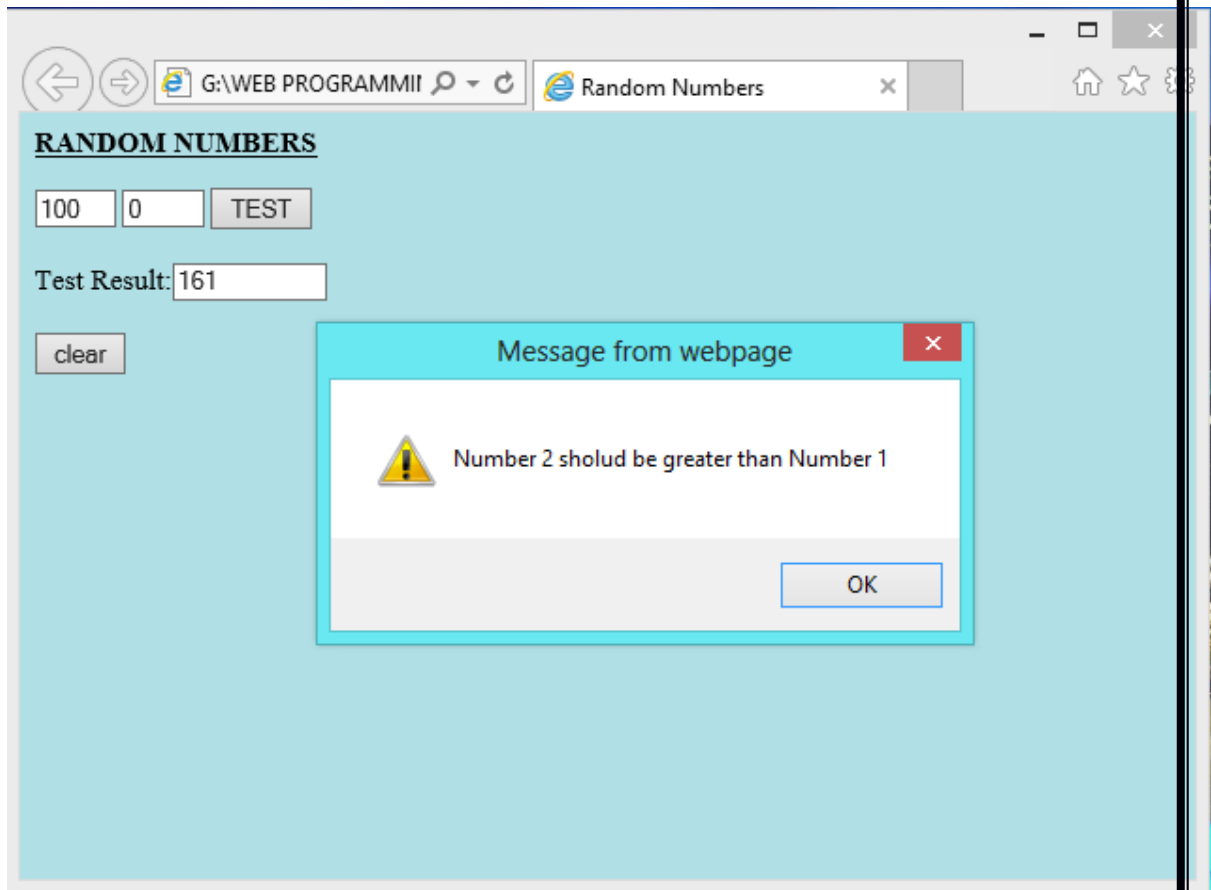 G:\WEB PROGRAMMII
Random Numbers
RANDOM NUMBERS
100 0 TEST
Test Result: 161
clear
Message from webpage
Number 2 sholud be greater than Number 1
OK